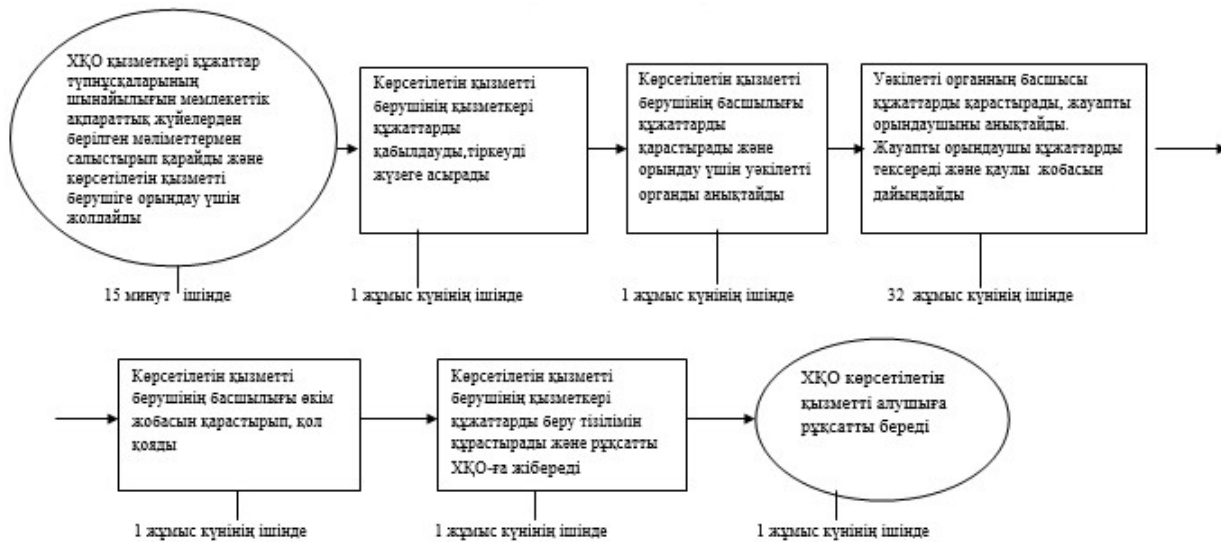 ХҚО қызметкері құжаттар
түпнұсқаларының
шынайылығын мемлекеттік
ақпараттық жүйелерден
берілген мәліметтермен
салыстырып қарайды және
көрсетілетін қызметті
берушіге орындау үшін
жолдайды
15 минут ішінде
Көрсетілетін қызметті
берушінің қызметкері
құжаттарды
қабылдауды,тіркеуді
жүзеге асырады
1 жұмыс күнінің ішінде
Көрсетілетін қызметті
берушінің басшылығы
құжаттарды
қарастырады және
орындау үшін уәкілетті
органды анықтайды
1 жұмыс күнінің ішінде
Уәкілетті органның басшысы
құжаттарды қарастырады, жауапты
орындаушыны анықтайды.
Жауапты орындаушы құжаттарды
тексереді және қаулы жобасын
дайындайды
32 жұмыс күнінің ішінде
Көрсетілетін қызметті
берушінің басшылығы өкім
жобасын қарастырып, қол
қояды
1 жұмыс күнінің ішінде
Көрсетілетін қызметті
берушінің қызметкері
құжаттарды беру тізілімін
құрастырады және рұқсатты
ХҚО-ға жібереді
1 жұмыс күнінің ішінде
ХҚО көрсетілетін
қызметті алушыға
рұқсатты береді
1 жұмыс күнінің ішінде